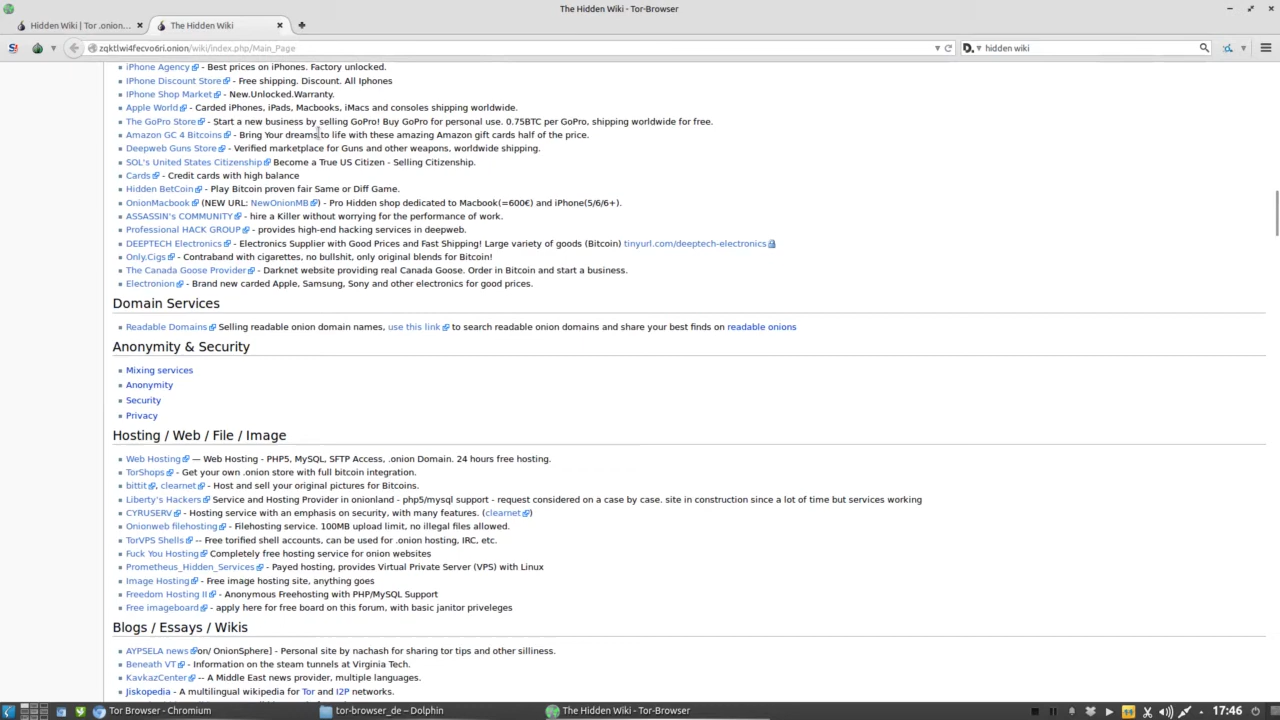 The Hidden Wiki - Tor-Browser
Hidden Wiki | Tor .onion... ×
The Hidden Wiki ×
zqktlwi4fecvo6ri.onion/wiki/index.php/Main_Page
hidden wiki
iPhone Agency - Best prices on iPhones. Factory unlocked.
IPhone Discount Store - Free shipping. Discount. All Iphones
IPhone Shop Market - New.Unlocked.Warranty.
Apple World - Carded iPhones, iPads, Macbooks, iMacs and consoles shipping worldwide.
The GoPro Store - Start a new business by selling GoPro! Buy GoPro for personal use. 0.75BTC per GoPro, shipping worldwide for free.
Amazon GC 4 Bitcoins - Bring Your dreams to life with these amazing Amazon gift cards half of the price.
Deepweb Guns Store - Verified marketplace for Guns and other weapons, worldwide shipping.
SOL's United States Citizenship Become a True US Citizen - Selling Citizenship.
Cards - Credit cards with high balance
Hidden BetCoin - Play Bitcoin proven fair Same or Diff Game.
OnionMacbook (NEW URL: NewOnionMB) - Pro Hidden shop dedicated to Macbook(=600€) and iPhone(5/6/6+).
ASSASSIN's COMMUNITY - hire a Killer without worrying for the performance of work.
Professional HACK GROUP - provides high-end hacking services in deepweb.
DEEPTECH Electronics - Electronics Supplier with Good Prices and Fast Shipping! Large variety of goods (Bitcoin) tinyurl.com/deeptech-electronics
Only.Cigs - Contraband with cigarettes, no bullshit, only original blends for Bitcoin!
The Canada Goose Provider - Darknet website providing real Canada Goose. Order in Bitcoin and start a business.
Electronion - Brand new carded Apple, Samsung, Sony and other electronics for good prices.
Domain Services
Readable Domains Selling readable onion domain names, use this link to search readable onion domains and share your best finds on readable onions
Anonymity & Security
Mixing services
Anonymity
Security
Privacy
Hosting / Web / File / Image
Web Hosting — Web Hosting - PHP5, MySQL, SFTP Access, .onion Domain. 24 hours free hosting.
TorShops - Get your own .onion store with full bitcoin integration.
bittit, clearnet - Host and sell your original pictures for Bitcoins.
Liberty's Hackers Service and Hosting Provider in onionland - php5/mysql support - request considered on a case by case. site in construction since a lot of time but services working
CYRUSERV - Hosting service with an emphasis on security, with many features. (clearnet)
Onionweb filehosting - Filehosting service. 100MB upload limit, no illegal files allowed.
TorVPS Shells -- Free torified shell accounts, can be used for .onion hosting, IRC, etc.
Fuck You Hosting Completely free hosting service for onion websites
Prometheus_Hidden_Services - Payed hosting, provides Virtual Private Server (VPS) with Linux
Image Hosting - Free image hosting site, anything goes
Freedom Hosting II - Anonymous Freehosting with PHP/MySQL Support
Free imageboard - apply here for free board on this forum, with basic janitor priveleges
Blogs / Essays / Wikis
AYPSELA news on/ OnionSphere] - Personal site by nachash for sharing tor tips and other silliness.
Beneath VT - Information on the steam tunnels at Virginia Tech.
KavkazCenter -- A Middle East news provider, multiple languages.
Jiskopedia - A multilingual wikipedia for Tor and I2P networks.
Tor Browser - Chromium
tor-browser_de – Dolphin
The Hidden Wiki - Tor-Browser
17:46